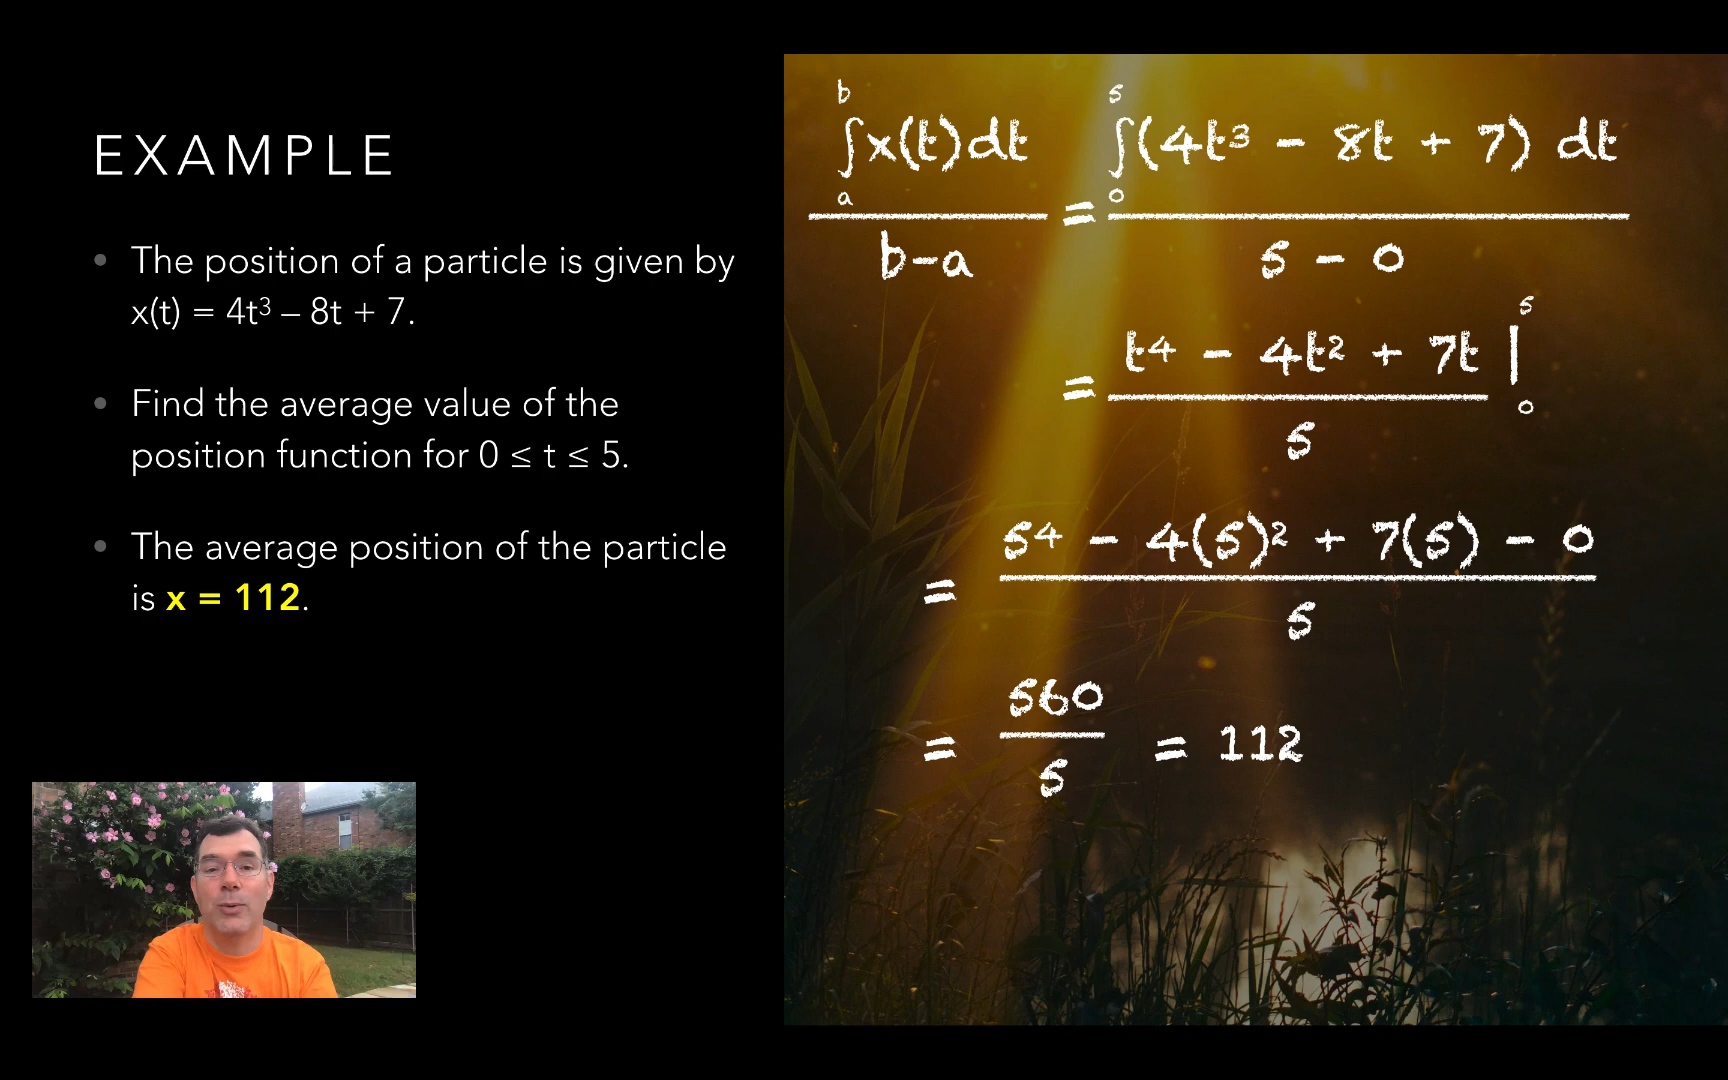 EXAMPLE
• The position of a particle is given by
x(t) = 4t³ – 8t + 7.
• Find the average value of the
position function for 0 ≤ t ≤ 5.
• The average position of the particle
is x = 112.
b
∫x(t)dt
a
b-a
=
5
∫(4t³ - 8t + 7) dt
0
5 - 0
=
t⁴ - 4t² + 7t |
5
0
5
=
5⁴ - 4(5)² + 7(5) - 0
5
=
560
5
= 112